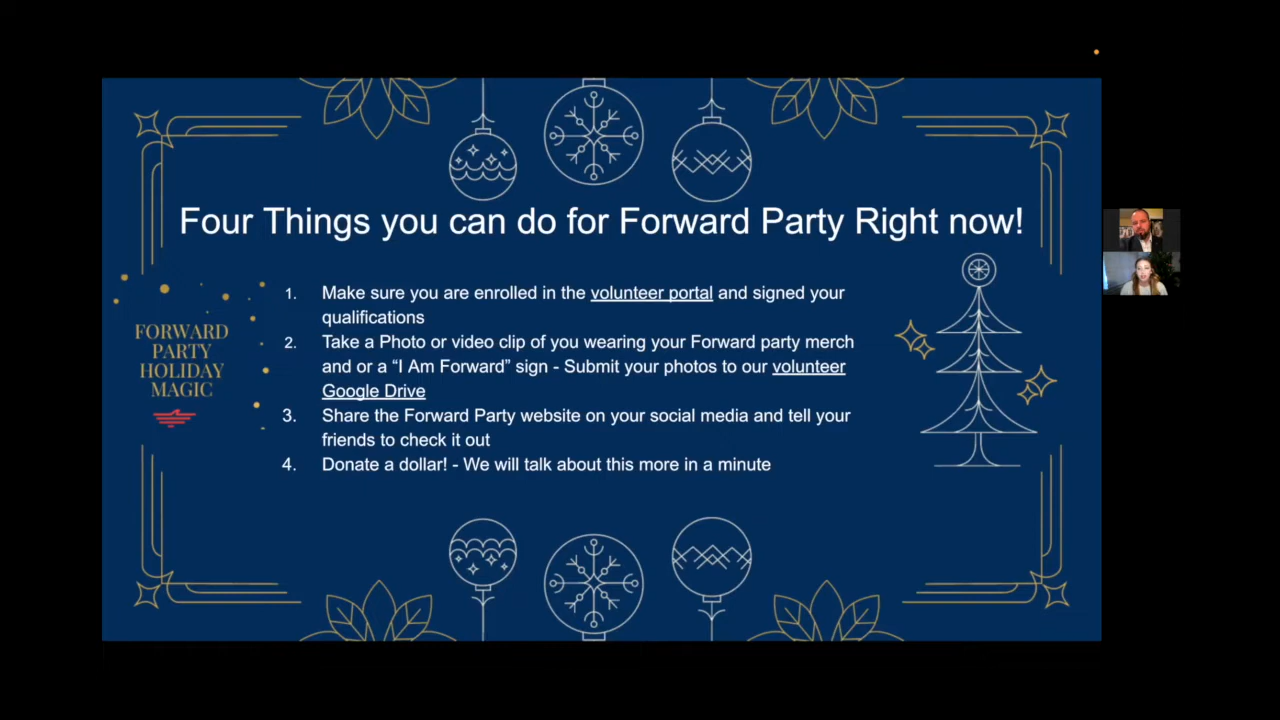 Four Things you can do for Forward Party Right now!
FORWARD
PARTY
HOLIDAY
MAGIC
1. Make sure you are enrolled in the volunteer portal and signed your
qualifications
2. Take a Photo or video clip of you wearing your Forward party merch
and or a “I Am Forward” sign - Submit your photos to our volunteer
Google Drive
3. Share the Forward Party website on your social media and tell your
friends to check it out
4. Donate a dollar! - We will talk about this more in a minute